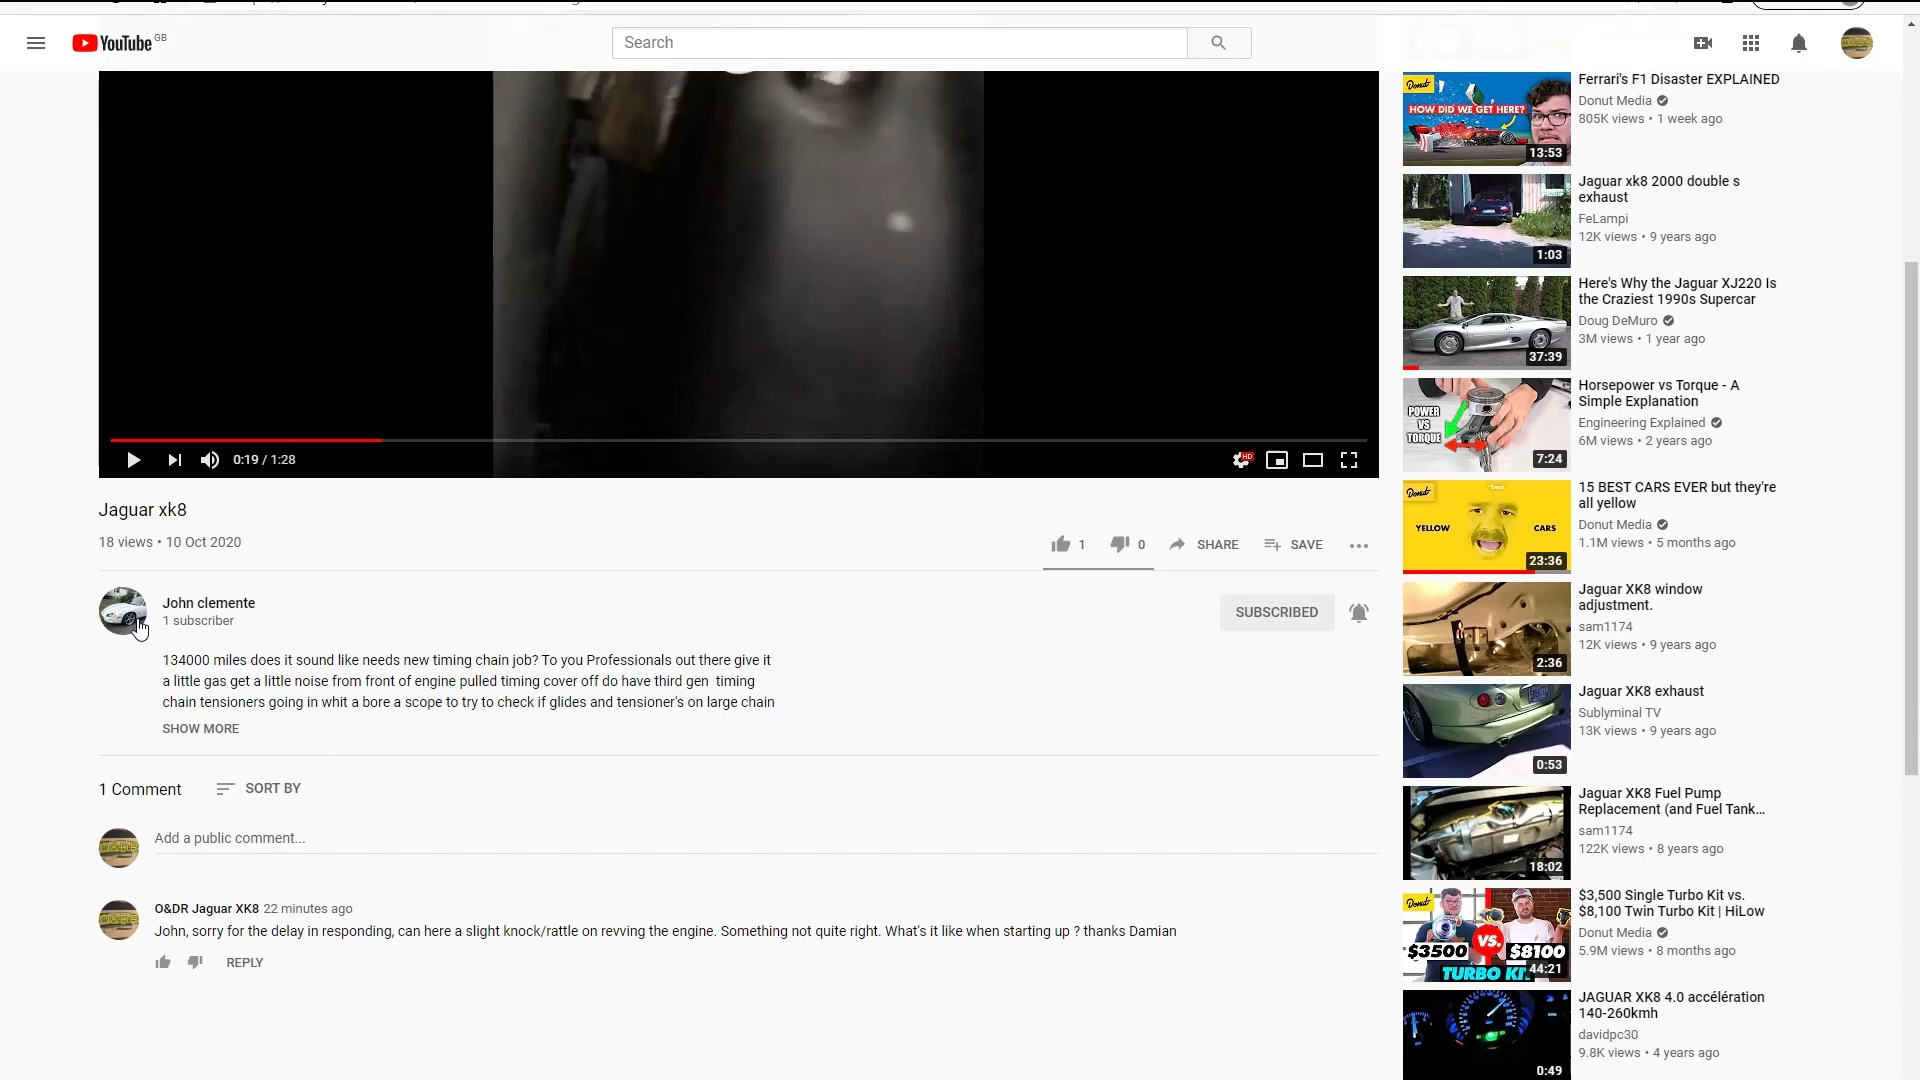 YouTube GB
Search
0:19 / 1:28
HD
Jaguar xk8
18 views • 10 Oct 2020
1
0
SHARE
SAVE
John clemente
1 subscriber
SUBSCRIBED
134000 miles does it sound like needs new timing chain job? To you Professionals out there give it
a little gas get a little noise from front of engine pulled timing cover off do have third gen timing
chain tensioners going in whit a bore a scope to try to check if glides and tensioner's on large chain
SHOW MORE
1 Comment
SORT BY
Add a public comment...
O&DR Jaguar XK8 22 minutes ago
John, sorry for the delay in responding, can here a slight knock/rattle on revving the engine. Something not quite right. What's it like when starting up ? thanks Damian
REPLY
Donut
HOW DID WE GET HERE?
13:53
Ferrari's F1 Disaster EXPLAINED
Donut Media
805K views • 1 week ago
1:03
Jaguar xk8 2000 double s
exhaust
FeLampi
12K views • 9 years ago
37:39
Here's Why the Jaguar XJ220 Is
the Craziest 1990s Supercar
Doug DeMuro
3M views • 1 year ago
POWER
VS
TORQUE
7:24
Horsepower vs Torque - A
Simple Explanation
Engineering Explained
6M views • 2 years ago
Donut
YELLOW
CARS
23:36
15 BEST CARS EVER but they're
all yellow
Donut Media
1.1M views • 5 months ago
2:36
Jaguar XK8 window
adjustment.
sam1174
12K views • 9 years ago
0:53
Jaguar XK8 exhaust
Sublyminal TV
13K views • 9 years ago
18:02
Jaguar XK8 Fuel Pump
Replacement (and Fuel Tank...
sam1174
122K views • 8 years ago
Donut
$3500
VS.
$8100
TURBO KIT
44:21
$3,500 Single Turbo Kit vs.
$8,100 Twin Turbo Kit | HiLow
Donut Media
5.9M views • 8 months ago
0:49
JAGUAR XK8 4.0 accélération
140-260kmh
davidpc30
9.8K views • 4 years ago